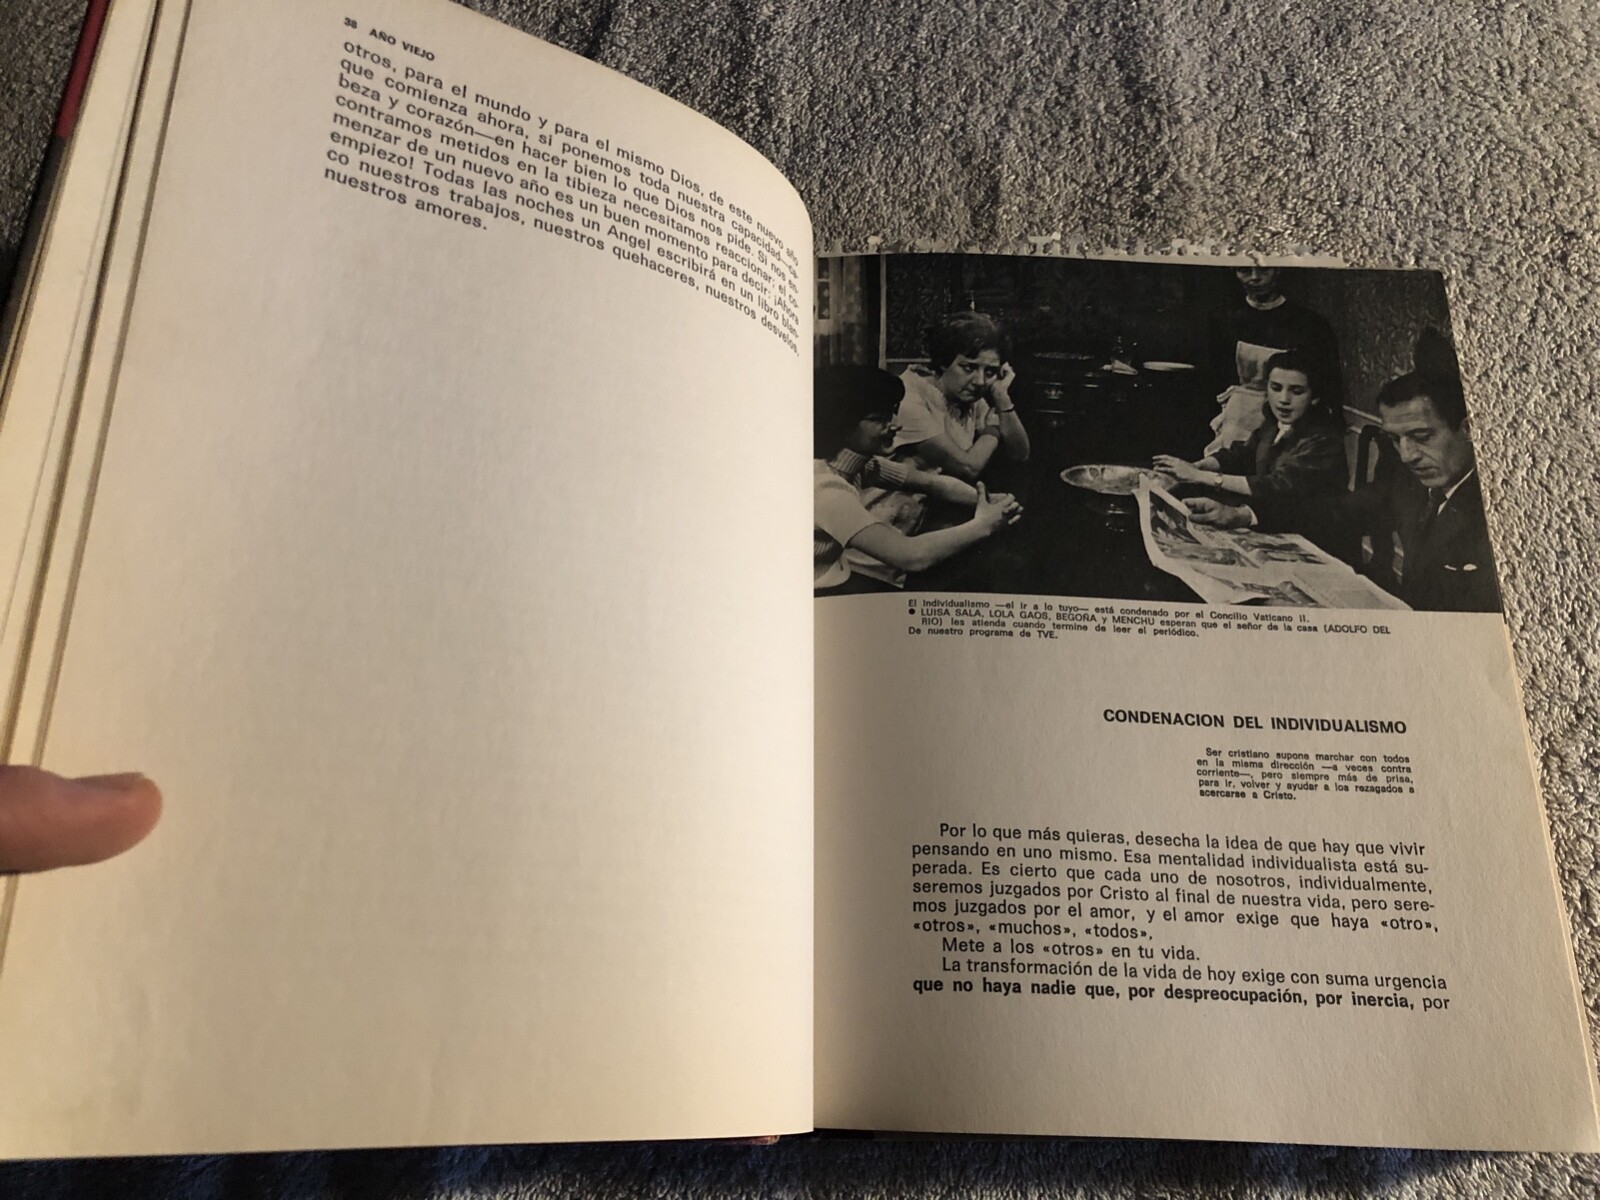 38 AÑO VIEJO
otros, para el mundo y para el mismo Dios, de este nuevo año
que comienza ahora, si ponemos toda nuestra capacidad—ca-
beza y corazón—en hacer bien lo que Dios nos pide. Si nos en-
contramos metidos en la tibieza necesitamos reaccionar; el co-
menzar de un nuevo año es un buen momento para decir: ¡Ahora
empiezo! Todas las noches un Angel escribirá en un libro blan-
co nuestros trabajos, nuestros quehaceres, nuestros desvelos,
nuestros amores.
El individualismo —el ir a lo tuyo— está condenado por el Concilio Vaticano II.
● LUISA SALA, LOLA GAOS, BEGOÑA y MENCHU esperan que el señor de la casa (ADOLFO DEL
RIO) les atienda cuando termine de leer el periódico.
De nuestro programa de TVE.
CONDENACION DEL INDIVIDUALISMO
Ser cristiano supone marchar con todos
en la misma dirección —a veces contra
corriente—, pero siempre más de prisa,
para ir, volver y ayudar a los rezagados a
acercarse a Cristo.
Por lo que más quieras, desecha la idea de que hay que vivir
pensando en uno mismo. Esa mentalidad individualista está su-
perada. Es cierto que cada uno de nosotros, individualmente,
seremos juzgados por Cristo al final de nuestra vida, pero sere-
mos juzgados por el amor, y el amor exige que haya «otro»,
«otros», «muchos», «todos»,
Mete a los «otros» en tu vida.
La transformación de la vida de hoy exige con suma urgencia
que no haya nadie que, por despreocupación, por inercia, por